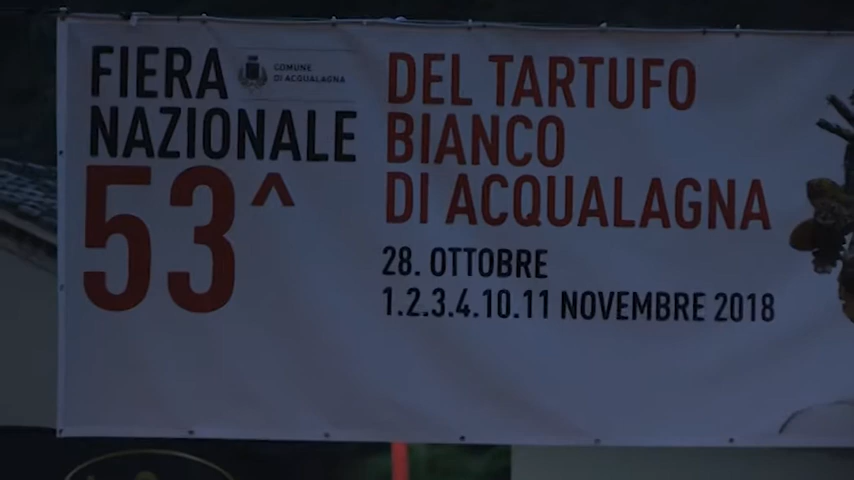 FIERA
NAZIONALE
53^
COMUNE
DI ACQUALAGNA
DEL TARTUFO
BIANCO
DI ACQUALAGNA
28. OTTOBRE
1.2.3.4.10.11 NOVEMBRE 2018